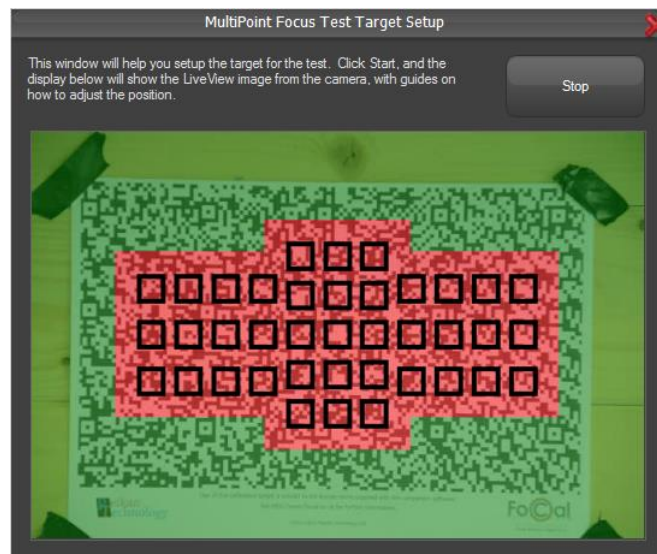 MultiPoint Focus Test Target Setup
This window will help you setup the target for the test. Click Start, and the
display below will show the LiveView image from the camera, with guides on
how to adjust the position.
Stop
Technology
FoCal